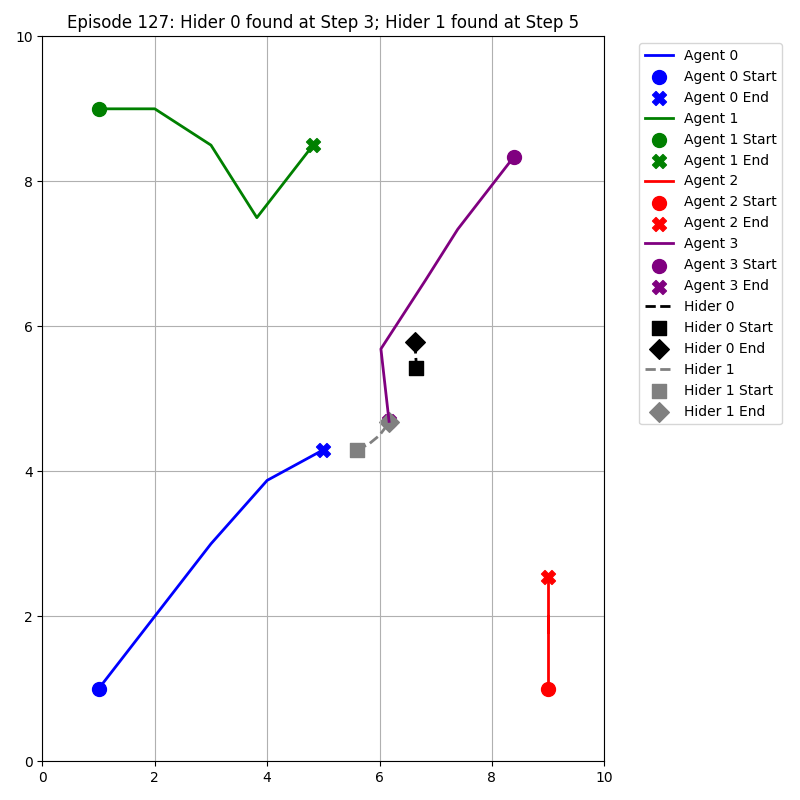 Episode 127: Hider 0 found at Step 3; Hider 1 found at Step 5
10
8
6
4
2
0
0 2 4 6 8 10
Agent 0
Agent 0 Start
Agent 0 End
Agent 1
Agent 1 Start
Agent 1 End
Agent 2
Agent 2 Start
Agent 2 End
Agent 3
Agent 3 Start
Agent 3 End
Hider 0
Hider 0 Start
Hider 0 End
Hider 1
Hider 1 Start
Hider 1 End